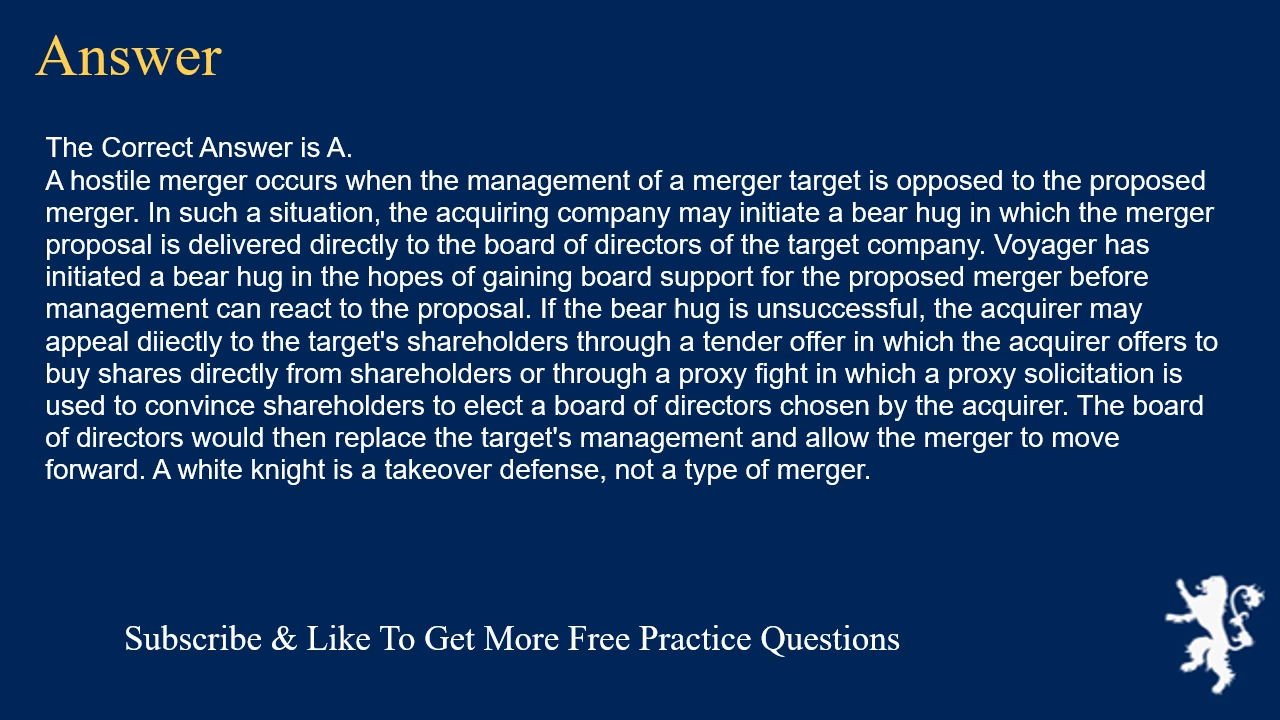 Answer
The Correct Answer is A.
A hostile merger occurs when the management of a merger target is opposed to the proposed
merger. In such a situation, the acquiring company may initiate a bear hug in which the merger
proposal is delivered directly to the board of directors of the target company. Voyager has
initiated a bear hug in the hopes of gaining board support for the proposed merger before
management can react to the proposal. If the bear hug is unsuccessful, the acquirer may
appeal diiectly to the target's shareholders through a tender offer in which the acquirer offers to
buy shares directly from shareholders or through a proxy fight in which a proxy solicitation is
used to convince shareholders to elect a board of directors chosen by the acquirer. The board
of directors would then replace the target's management and allow the merger to move
forward. A white knight is a takeover defense, not a type of merger.
Subscribe & Like To Get More Free Practice Questions